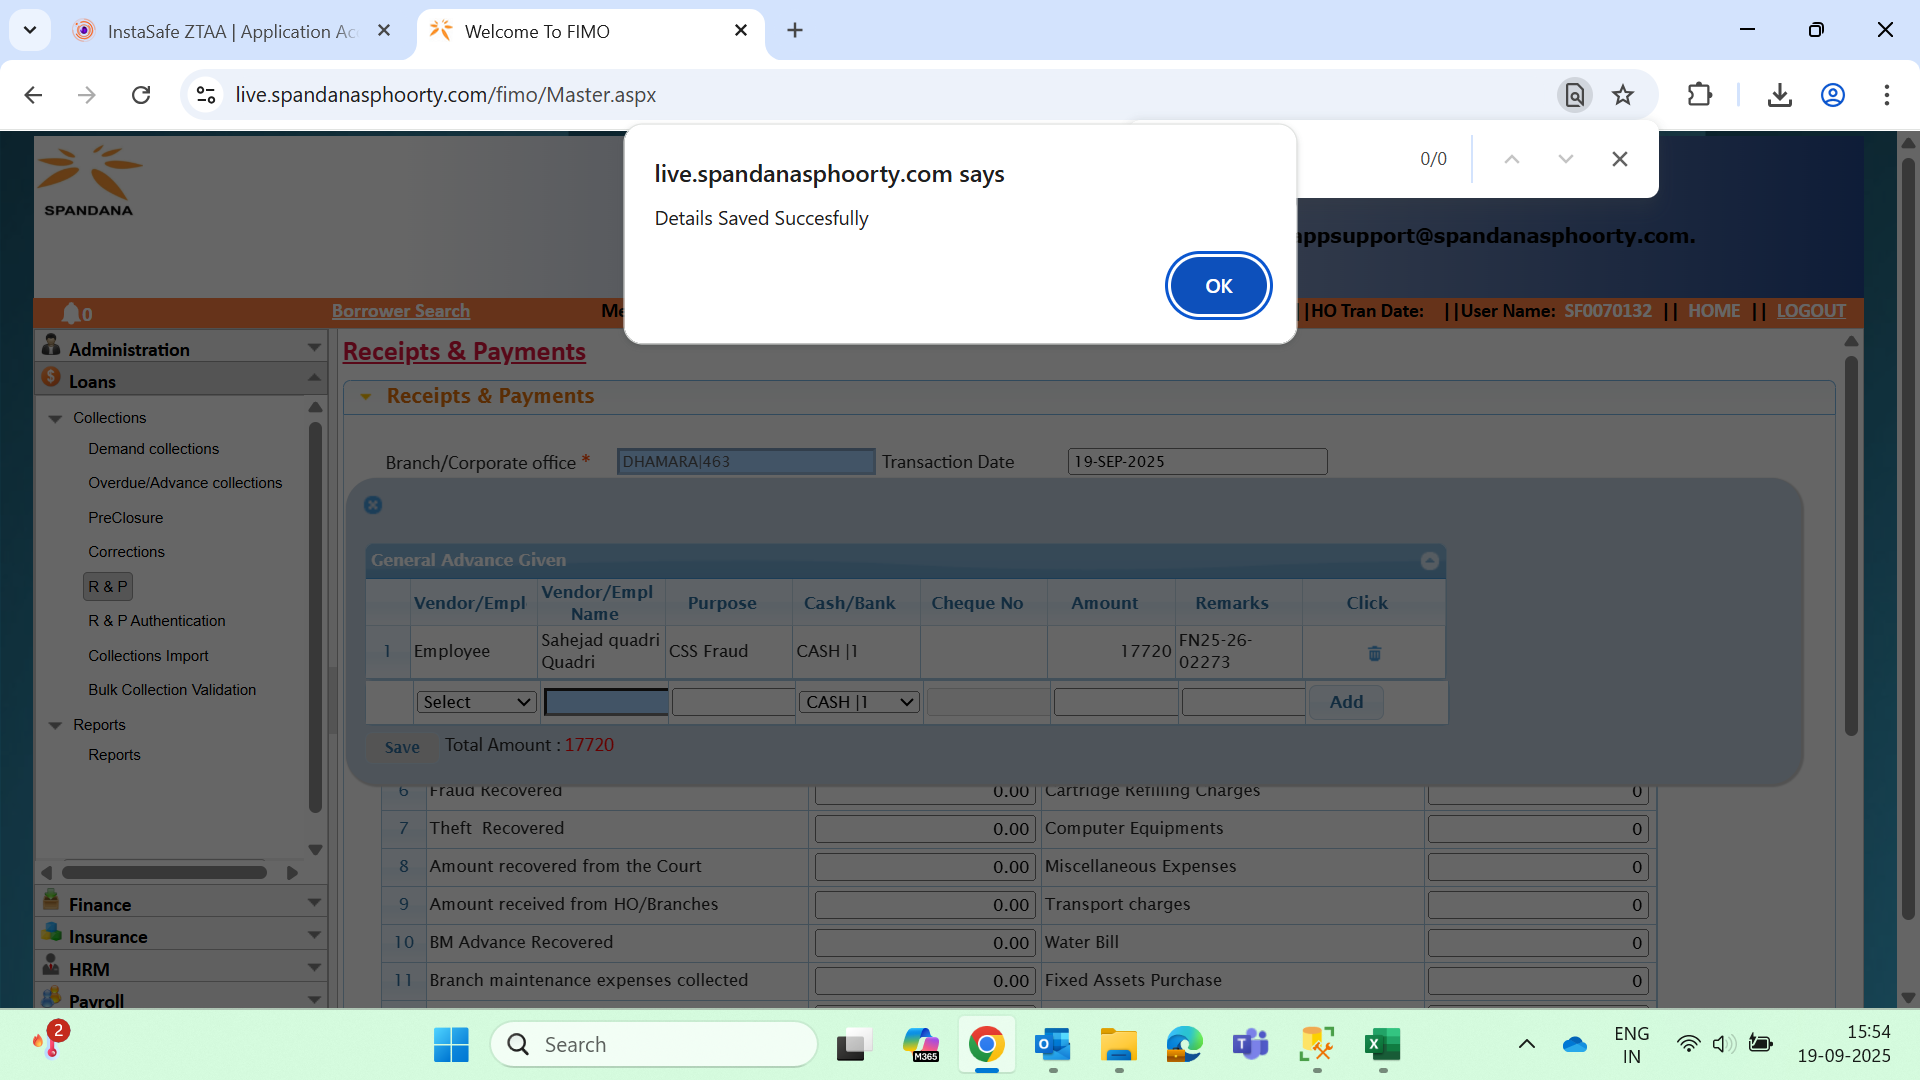 InstaSafe ZTAA | Application Ac
Welcome To FIMO
live.spandanasphoorty.com/fimo/Master.aspx
0/0
live.spandanasphoorty.com says
Details Saved Succesfully
OK
SPANDANA
appsupport@spandanasphoorty.com.
0
Borrower Search
||HO Tran Date: ||User Name: SF0070132 || HOME || LOGOUT
Administration
Loans
Collections
Demand collections
Overdue/Advance collections
PreClosure
Corrections
R & P
R & P Authentication
Collections Import
Bulk Collection Validation
Reports
Reports
Finance
Insurance
HRM
Payroll
Receipts & Payments
Receipts & Payments
Branch/Corporate office * DHAMARA|463 Transaction Date 19-SEP-2025
General Advance Given
Vendor/Empl Vendor/Empl Name Purpose Cash/Bank Cheque No Amount Remarks Click
1 Employee Sahejad quadri Quadri CSS Fraud CASH |1 17720 FN25-26-02273
Select CASH |1 Add
Save Total Amount : 17720
6 Fraud Recovered 0.00 Cartridge Refilling Charges 0
7 Theft Recovered 0.00 Computer Equipments 0
8 Amount recovered from the Court 0.00 Miscellaneous Expenses 0
9 Amount received from HO/Branches 0.00 Transport charges 0
10 BM Advance Recovered 0.00 Water Bill 0
11 Branch maintenance expenses collected 0.00 Fixed Assets Purchase 0
2
Search
M365
ENG
IN
15:54
19-09-2025